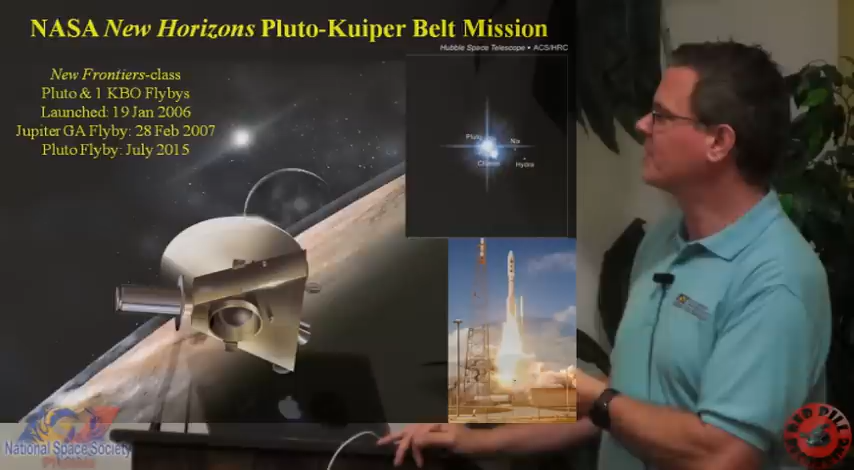 NASA New Horizons Pluto-Kuiper Belt Mission
Hubble Space Telescope • ACS/HRC
New Frontiers-class
Pluto & 1 KBO Flybys
Launched: 19 Jan 2006
Jupiter GA Flyby: 28 Feb 2007
Pluto Flyby: July 2015
Pluto
Nix
Charon
Hydra
National Space Society
RED PILL